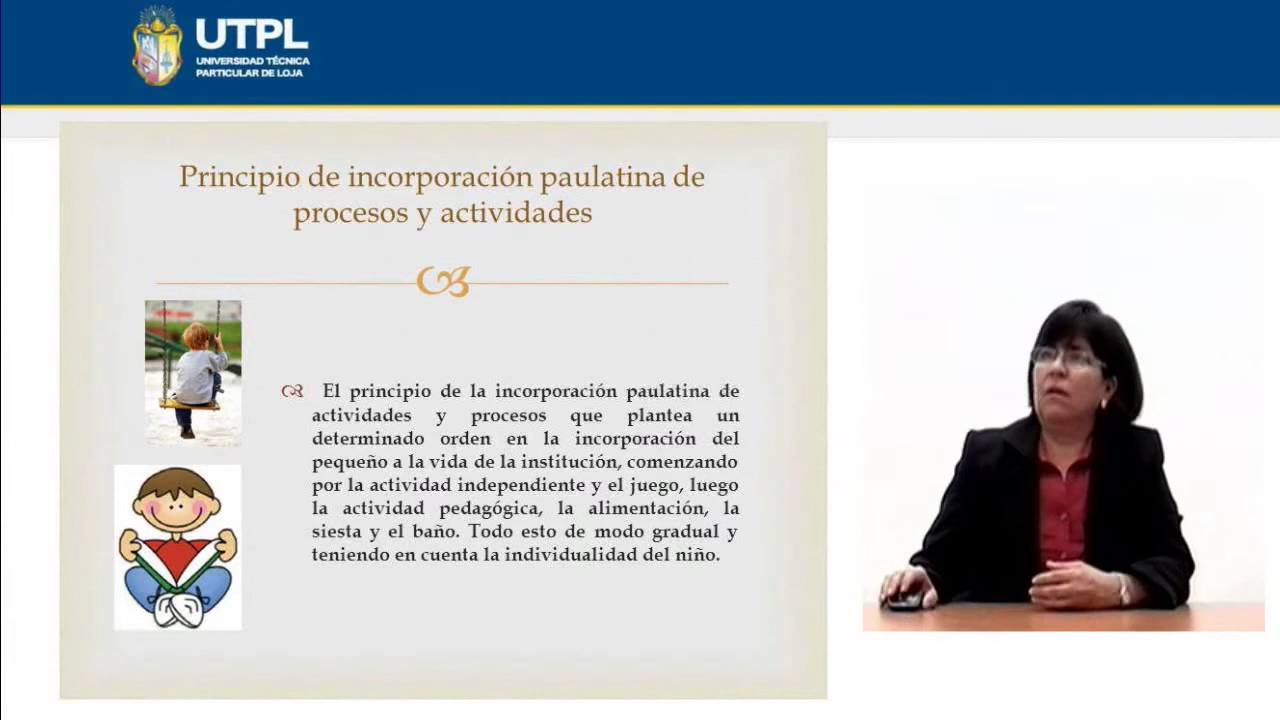 UTPL
UNIVERSIDAD TÉCNICA
PARTICULAR DE LOJA
Principio de incorporación paulatina de
procesos y actividades
El principio de la incorporación paulatina de
actividades y procesos que plantea un
determinado orden en la incorporación del
pequeño a la vida de la institución, comenzando
por la actividad independiente y el juego, luego
la actividad pedagógica, la alimentación, la
siesta y el baño. Todo esto de modo gradual y
teniendo en cuenta la individualidad del niño.